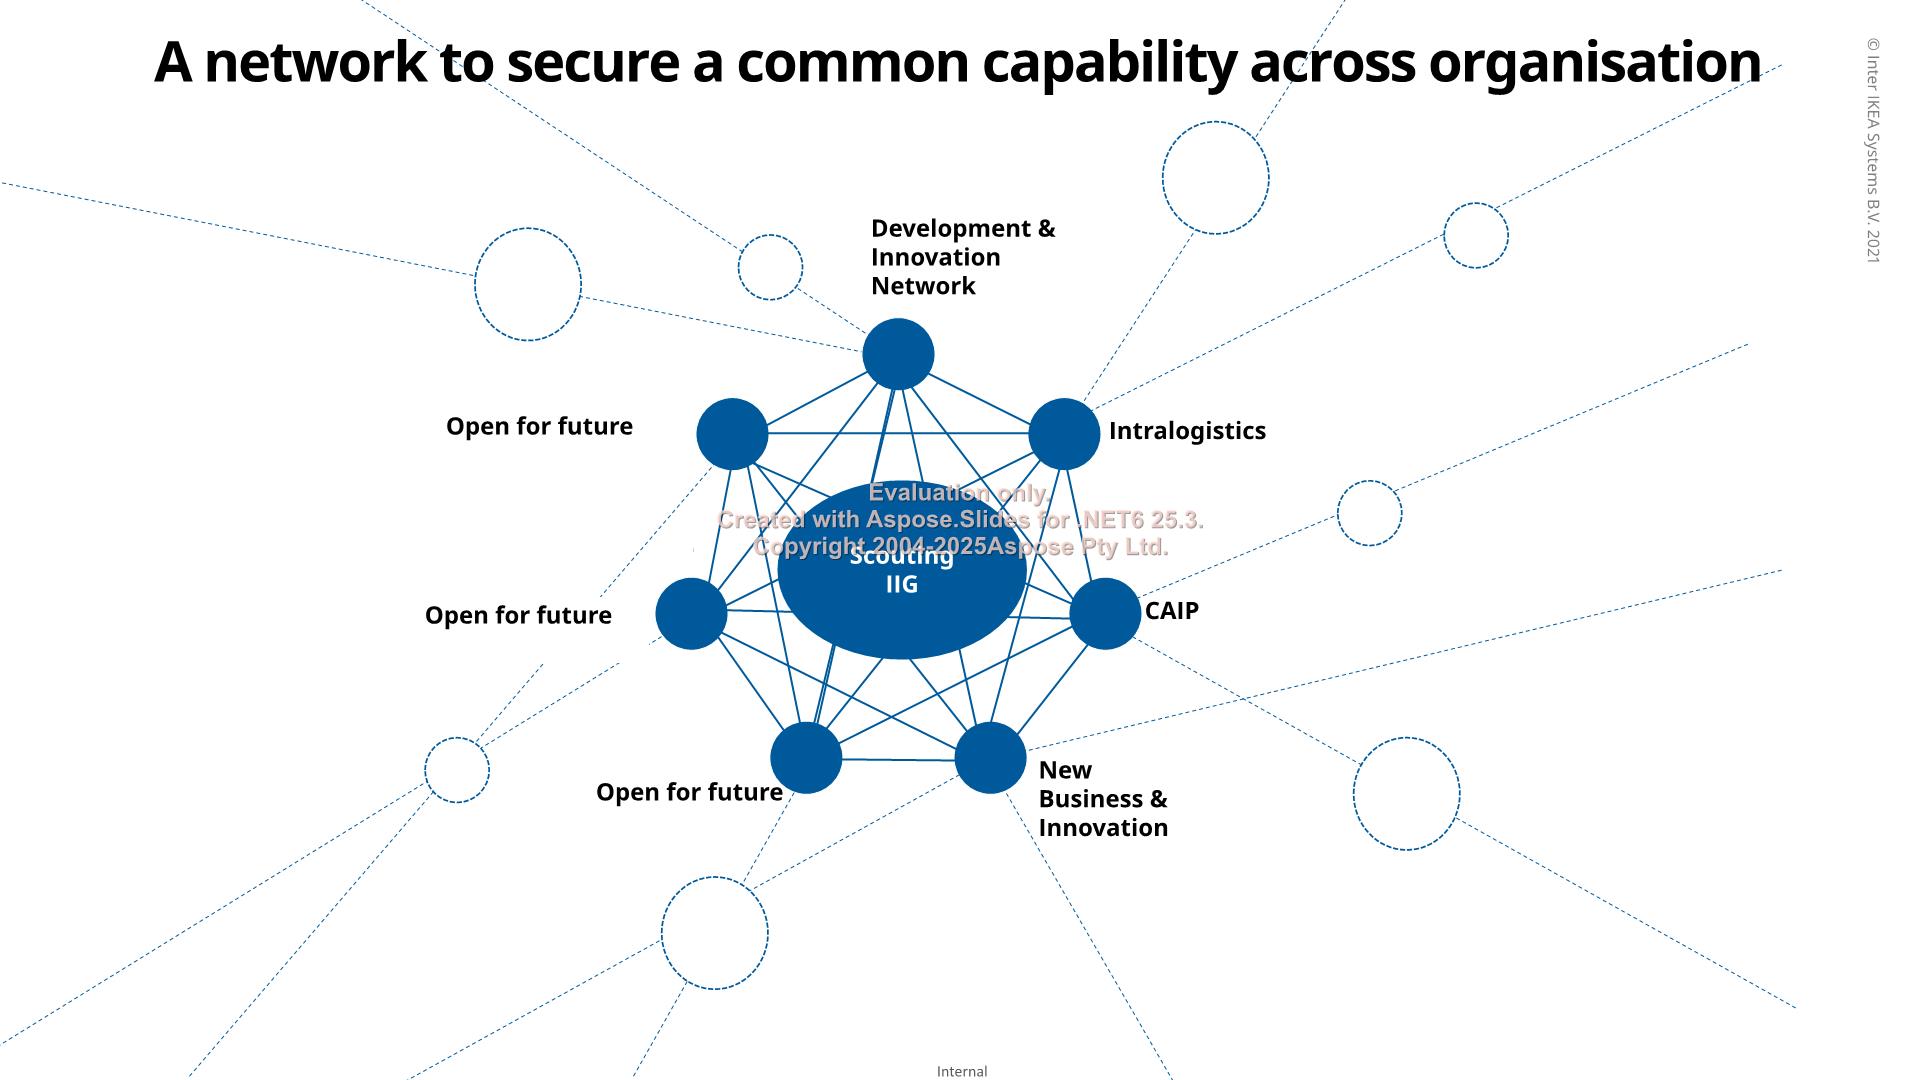 A network to secure a common capability across organisation
© Inter IKEA Systems B.V. 2021
Development &
Innovation
Network
Open for future
Intralogistics
Evaluation only.
Created with Aspose.Slides for .NET6 25.3.
Copyright 2004-2025Aspose Pty Ltd.
Scouting
IIG
Open for future
CAIP
Open for future
New
Business &
Innovation
Internal